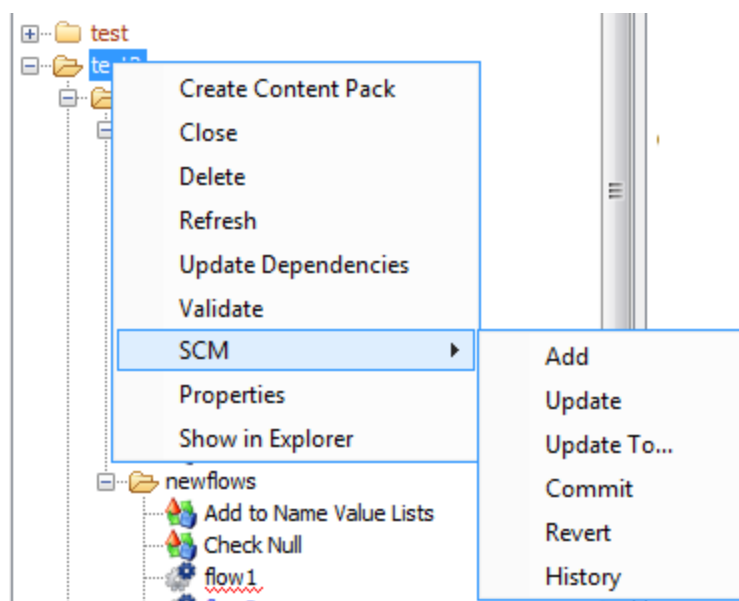 test
Create Content Pack
Close
Delete
Refresh
Update Dependencies
Validate
SCM
Add
Properties
Update
Show in Explorer
Update To...
newflows
Commit
Add to Name Value Lists
Check Null
Revert
flow1
History